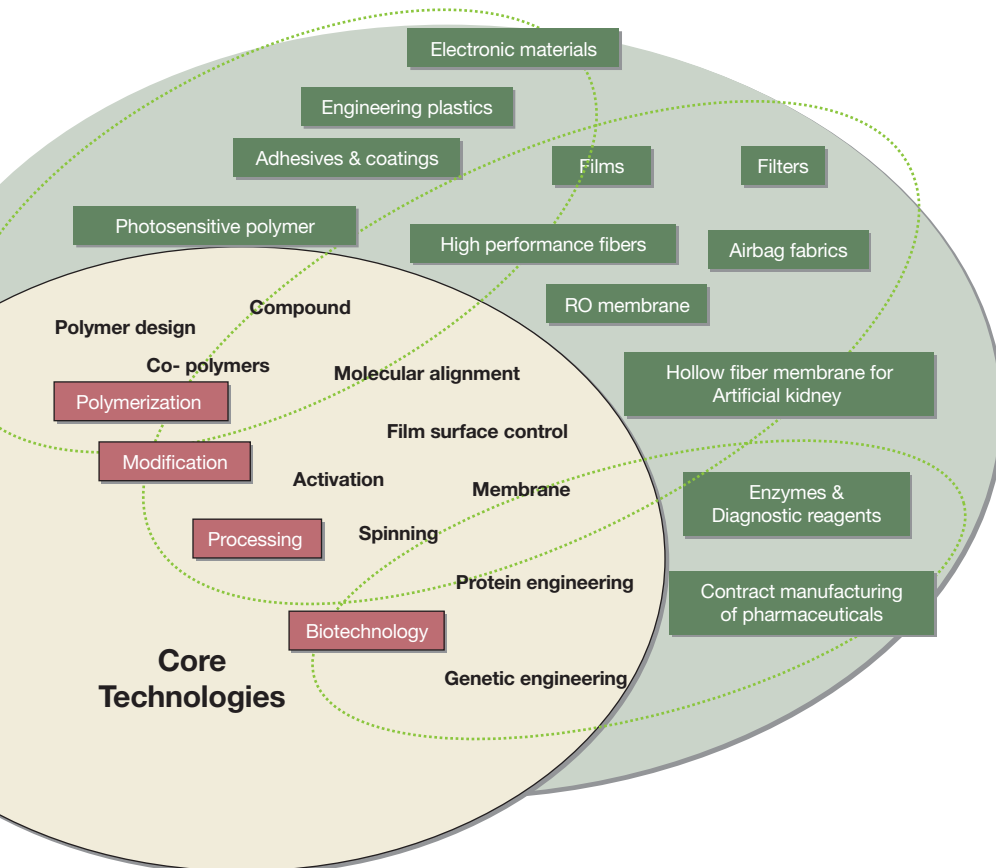 Electronic materials
Engineering plastics
Adhesives & coatings
Films
Filters
Photosensitive polymer
High performance fibers
Airbag fabrics
RO membrane
Compound
Polymer design
Co- polymers
Molecular alignment
Hollow fiber membrane for
Artificial kidney
Polymerization
Film surface control
Modification
Activation
Membrane
Enzymes &
Diagnostic reagents
Processing
Spinning
Protein engineering
Contract manufacturing
of pharmaceuticals
Biotechnology
Core
Technologies
Genetic engineering